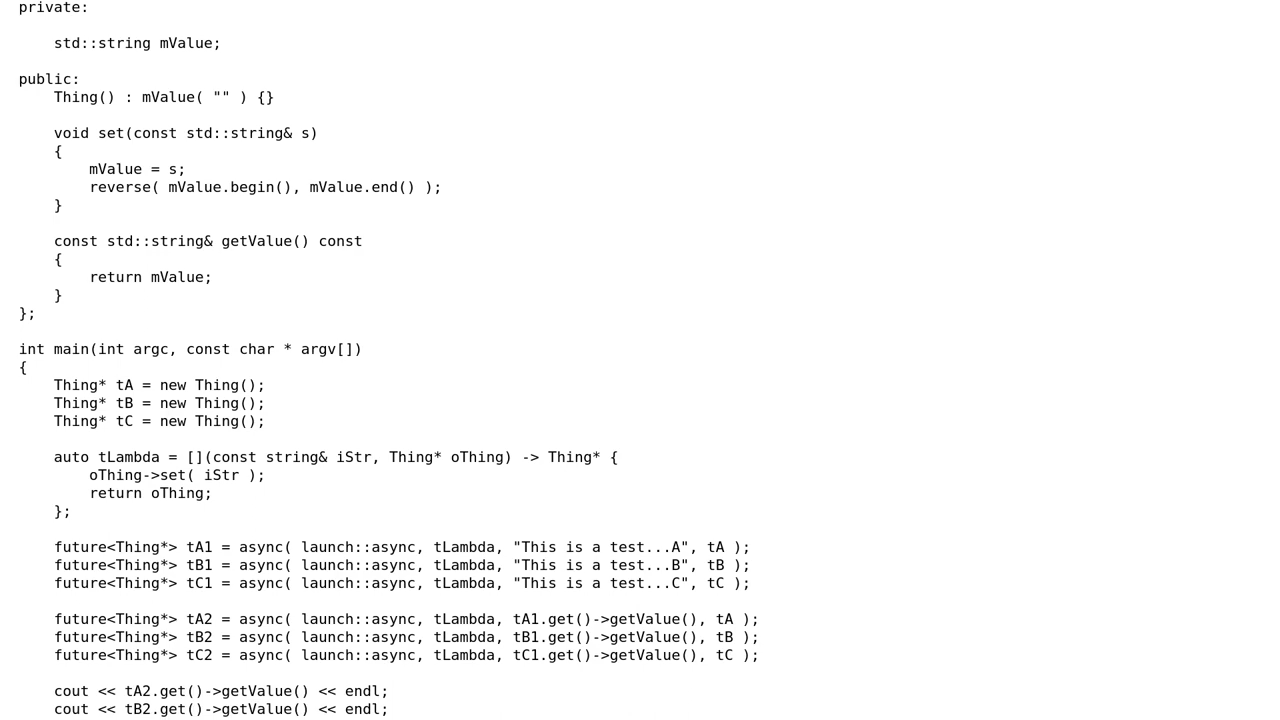 private:
std::string mValue;
public:
Thing() : mValue( "" ) {}
void set(const std::string& s)
{
mValue = s;
reverse( mValue.begin(), mValue.end() );
}
const std::string& getValue() const
{
return mValue;
}
};
int main(int argc, const char * argv[])
{
Thing* tA = new Thing();
Thing* tB = new Thing();
Thing* tC = new Thing();
auto tLambda = [](const string& iStr, Thing* oThing) -> Thing* {
oThing->set( iStr );
return oThing;
};
future<Thing*> tA1 = async( launch::async, tLambda, "This is a test...A", tA );
future<Thing*> tB1 = async( launch::async, tLambda, "This is a test...B", tB );
future<Thing*> tC1 = async( launch::async, tLambda, "This is a test...C", tC );
future<Thing*> tA2 = async( launch::async, tLambda, tA1.get()->getValue(), tA );
future<Thing*> tB2 = async( launch::async, tLambda, tB1.get()->getValue(), tB );
future<Thing*> tC2 = async( launch::async, tLambda, tC1.get()->getValue(), tC );
cout << tA2.get()->getValue() << endl;
cout << tB2.get()->getValue() << endl;